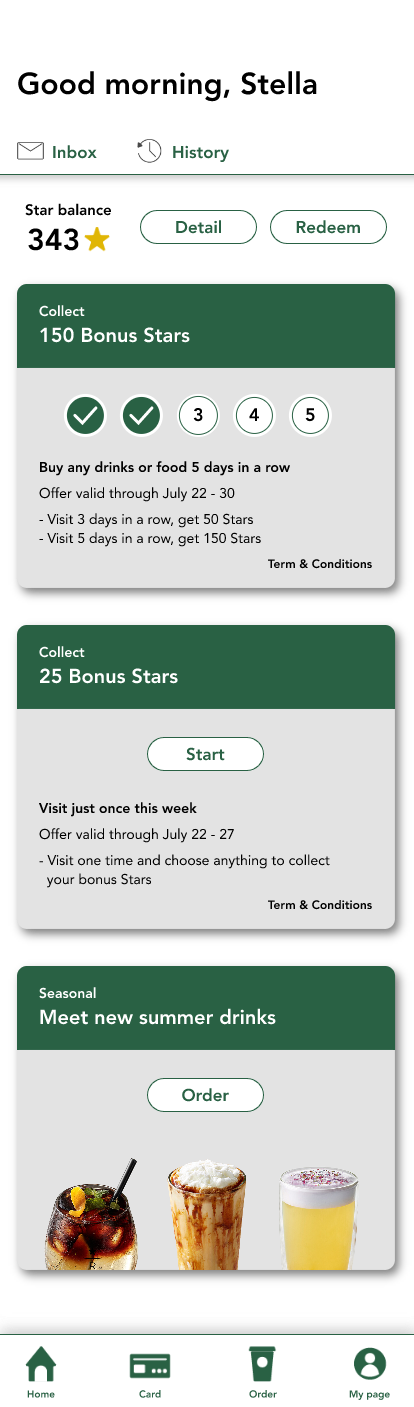 Good morning, Stella
Inbox
History
Star balance
343
Detail
Redeem
Collect
150 Bonus Stars
3
4
5
Buy any drinks or food 5 days in a row
Offer valid through July 22 - 30
- Visit 3 days in a row, get 50 Stars
- Visit 5 days in a row, get 150 Stars
Term & Conditions
Collect
25 Bonus Stars
Start
Visit just once this week
Offer valid through July 22 - 27
- Visit one time and choose anything to collect
your bonus Stars
Term & Conditions
Seasonal
Meet new summer drinks
Order
Home
Card
Order
My page